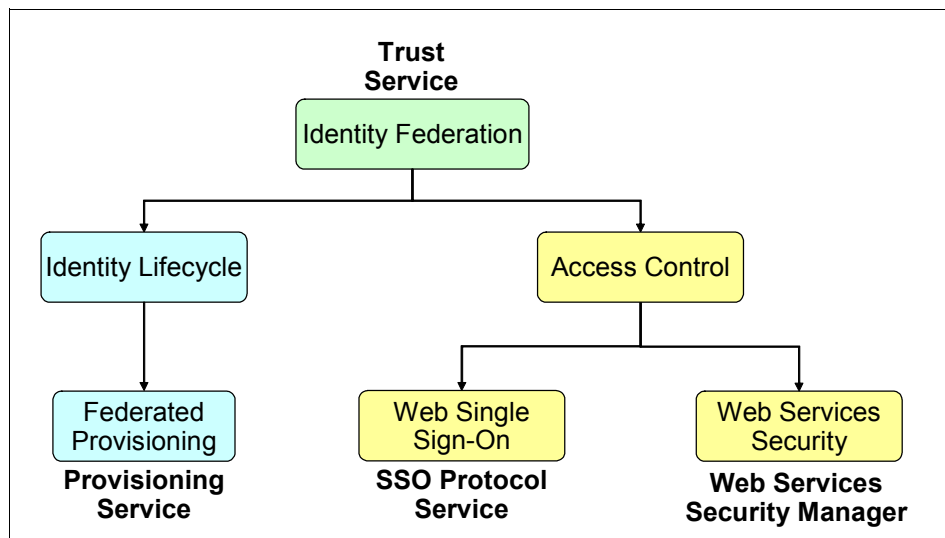 Trust
Service
Identity Federation
Identity Lifecycle
Access Control
Federated
Provisioning
Web Single
Sign-On
Web Services
Security
Provisioning
Service
SSO Protocol
Service
Web Services
Security Manager